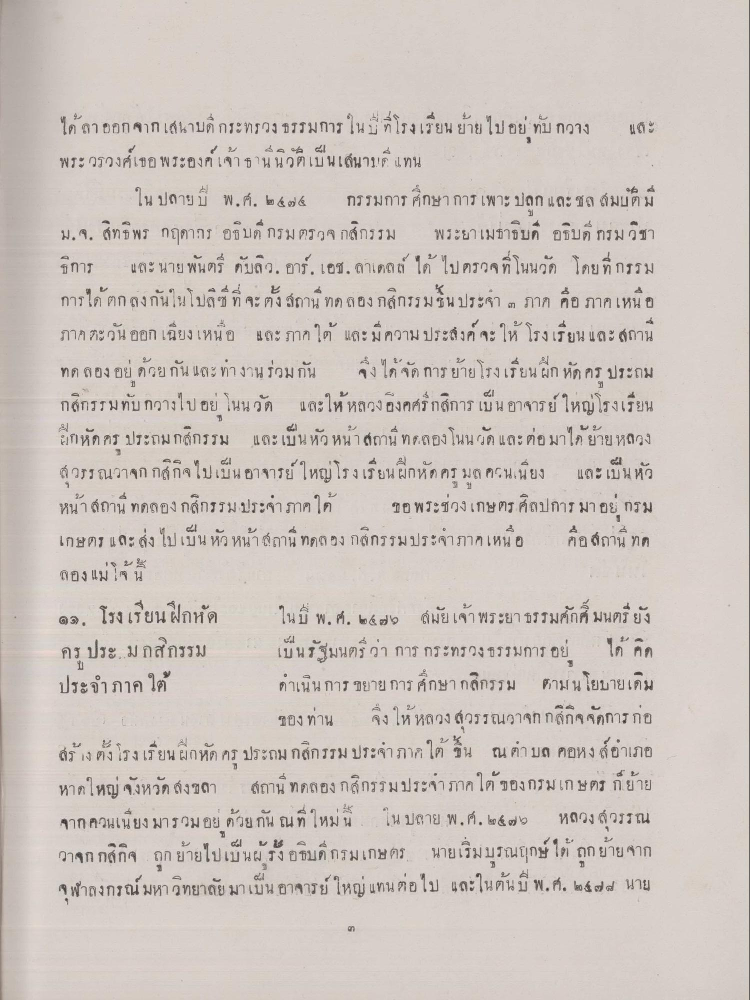 ได้ลาออกจากเสนาบดีกระทรวงธรรมการในปีที่โรงเรียนย้ายไปอยู่ทับกวาง และ
พระวรวงศ์เธอพระองค์เจ้าธานีนิวัติเป็นเสนาบดีแทน
ในปลายปี พ.ศ. ๒๔๗๔ กรรมการศึกษาการเพาะปลูกและชลสมบัติมี
ม.จ. สิทธิพร กฤดากร อธิบดีกรมตรวจกสิกรรม พระยาเมธาธิบดี อธิบดีกรมวิชา
ธิการ และนายพันตรี ดับลิว. อาร์. เอช. ลาเดลล์ ได้ไปตรวจที่โนนวัด โดยที่กรรม
การได้ตกลงกันในโปลิซีที่จะตั้งสถานีทดลองกสิกรรมขึ้นประจำ ๓ ภาค คือ ภาคเหนือ
ภาคตะวันออกเฉียงเหนือ และภาคใต้ และมีความประสงค์จะให้โรงเรียนและสถานี
ทดลองอยู่ด้วยกันและทำงานร่วมกัน จึงได้จัดการย้ายโรงเรียนฝึกหัดครูประถม
กสิกรรมทับกวางไปอยู่โนนวัด และให้หลวงอิงคศรีกสิการเป็นอาจารย์ใหญ่โรงเรียน
ฝึกหัดครูประถมกสิกรรม และเป็นหัวหน้าสถานีทดลองโนนวัดและต่อมาได้ย้ายหลวง
สุวรรณวาจกกสิกิจไปเป็นอาจารย์ใหญ่โรงเรียนฝึกหัดครูมูลควนเนียง และเป็นหัว
หน้าสถานีทดลองกสิกรรมประจำภาคใต้ ขอพระช่วงเกษตรศิลปการมาอยู่กรม
เกษตรและส่งไปเป็นหัวหน้าสถานีทดลองกสิกรรมประจำภาคเหนือ คือสถานีทด
ลองแม่โจ้นี้
๑๑. โรงเรียนฝึกหัด
ครูประ ม กสิกรรม
ประจำภาคใต้
ในปี พ.ศ. ๒๔๗๖ สมัยเจ้าพระยาธรรมศักดิ์มนตรียัง
เป็นรัฐมนตรีว่าการกระทรวงธรรมการอยู่ ได้คิด
ดำเนินการขยายการศึกษากสิกรรม ตามนโยบายเดิม
ของท่าน จึงให้หลวงสุวรรณวาจกกสิกิจจัดการก่อ
สร้างตั้งโรงเรียนฝึกหัดครูประถมกสิกรรมประจำภาคใต้ขึ้น ณตำบลคอหงส์อำเภอ
หาดใหญ่จังหวัดสงขลา สถานีทดลองกสิกรรมประจำภาคใต้ของกรมเกษตรก็ย้าย
จากควนเนียงมารวมอยู่ด้วยกันณที่ใหม่นี้ ในปลาย พ.ศ. ๒๔๗๖ หลวงสุวรรณ
วาจกกสิกิจ ถูกย้ายไปเป็นผู้รั้งอธิบดีกรมเกษตร นายเริ่มบูรณฤกษ์ได้ถูกย้ายจาก
จุฬาลงกรณ์มหาวิทยาลัยมาเป็นอาจารย์ใหญ่แทนต่อไป และในต้นปี พ.ศ. ๒๔๗๘ นาย
๓